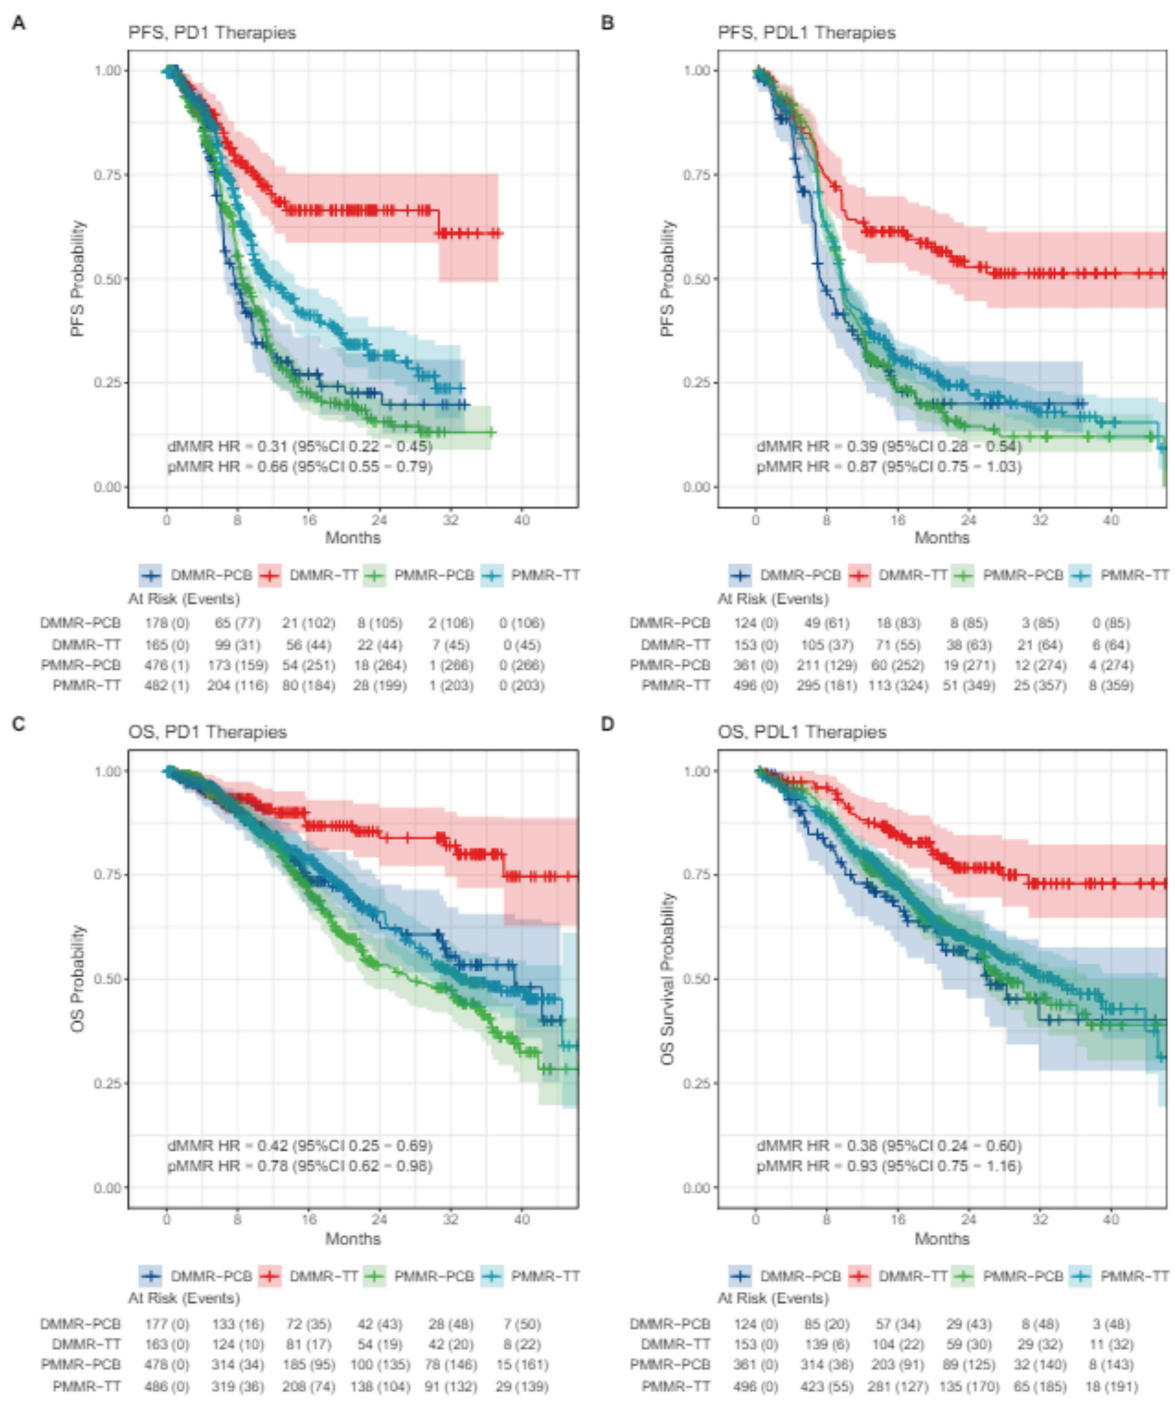 A
PFS, PD1 Therapies
1.00
0.75
0.50
0.25
0.00
PFS Probability
dMMR HR = 0.31 (95%CI 0.22 − 0.45)
pMMR HR = 0.66 (95%CI 0.55 − 0.79)
0 8 16 24 32 40
Months
DMMR−PCB DMMR−TT PMMR−PCB PMMR−TT
At Risk (Events)
DMMR−PCB 178 (0) 65 (77) 21 (102) 8 (105) 2 (106) 0 (106)
DMMR−TT 165 (0) 99 (31) 56 (44) 22 (44) 7 (45) 0 (45)
PMMR−PCB 476 (1) 173 (159) 54 (251) 18 (264) 1 (266) 0 (266)
PMMR−TT 482 (1) 204 (116) 80 (184) 28 (199) 1 (203) 0 (203)
B
PFS, PDL1 Therapies
1.00
0.75
0.50
0.25
0.00
PFS Probability
dMMR HR = 0.39 (95%CI 0.28 − 0.54)
pMMR HR = 0.87 (95%CI 0.75 − 1.03)
0 8 16 24 32 40
Months
DMMR−PCB DMMR−TT PMMR−PCB PMMR−TT
At Risk (Events)
DMMR−PCB 124 (0) 49 (61) 18 (83) 8 (85) 3 (85) 0 (85)
DMMR−TT 153 (0) 105 (37) 71 (55) 38 (63) 21 (64) 6 (64)
PMMR−PCB 361 (0) 211 (129) 60 (252) 19 (271) 12 (274) 4 (274)
PMMR−TT 496 (0) 295 (181) 113 (324) 51 (349) 25 (357) 8 (359)
C
OS, PD1 Therapies
1.00
0.75
0.50
0.25
0.00
OS Probability
dMMR HR = 0.42 (95%CI 0.25 − 0.69)
pMMR HR = 0.78 (95%CI 0.62 − 0.98)
0 8 16 24 32 40
Months
DMMR−PCB DMMR−TT PMMR−PCB PMMR−TT
At Risk (Events)
DMMR−PCB 177 (0) 133 (16) 72 (35) 42 (43) 28 (48) 7 (50)
DMMR−TT 163 (0) 124 (10) 81 (17) 54 (19) 42 (20) 8 (22)
PMMR−PCB 478 (0) 314 (34) 185 (95) 100 (135) 78 (146) 15 (161)
PMMR−TT 486 (0) 319 (36) 208 (74) 138 (104) 91 (132) 29 (139)
D
OS, PDL1 Therapies
1.00
0.75
0.50
0.25
0.00
OS Survival Probability
dMMR HR = 0.38 (95%CI 0.24 − 0.60)
pMMR HR = 0.93 (95%CI 0.75 − 1.16)
0 8 16 24 32 40
Months
DMMR−PCB DMMR−TT PMMR−PCB PMMR−TT
At Risk (Events)
DMMR−PCB 124 (0) 85 (20) 57 (34) 29 (43) 8 (48) 3 (48)
DMMR−TT 153 (0) 139 (6) 104 (22) 59 (30) 29 (32) 11 (32)
PMMR−PCB 361 (0) 314 (36) 203 (91) 89 (125) 32 (140) 8 (143)
PMMR−TT 496 (0) 423 (55) 281 (127) 135 (170) 65 (185) 18 (191)